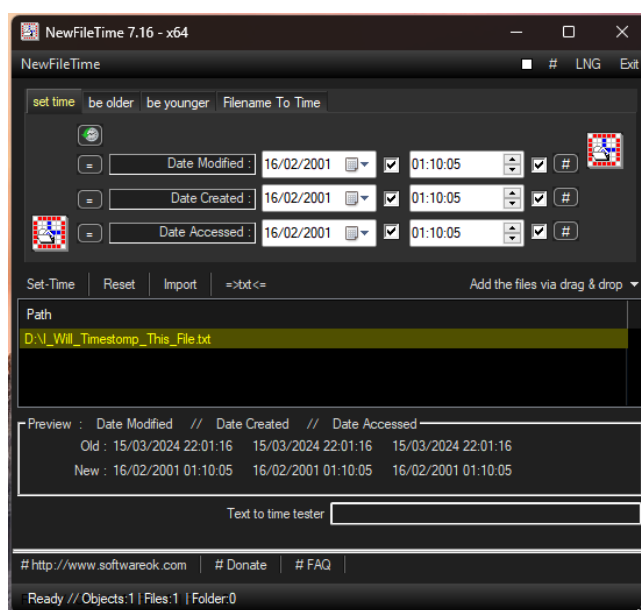 NewFileTime 7.16 - x64
NewFileTime # LNG Exit
set time be older be younger Filename To Time
= Date Modified : 16/02/2001 01:10:05 #
= Date Created : 16/02/2001 01:10:05 #
= Date Accessed : 16/02/2001 01:10:05 #
Set-Time Reset Import =>txt<= Add the files via drag & drop
Path
D:\I_Will_Timestomp_This_File.txt
Preview : Date Modified // Date Created // Date Accessed
Old : 15/03/2024 22:01:16 15/03/2024 22:01:16 15/03/2024 22:01:16
New : 16/02/2001 01:10:05 16/02/2001 01:10:05 16/02/2001 01:10:05
Text to time tester
# http://www.softwareok.com # Donate # FAQ
Ready // Objects:1 | Files:1 | Folder:0